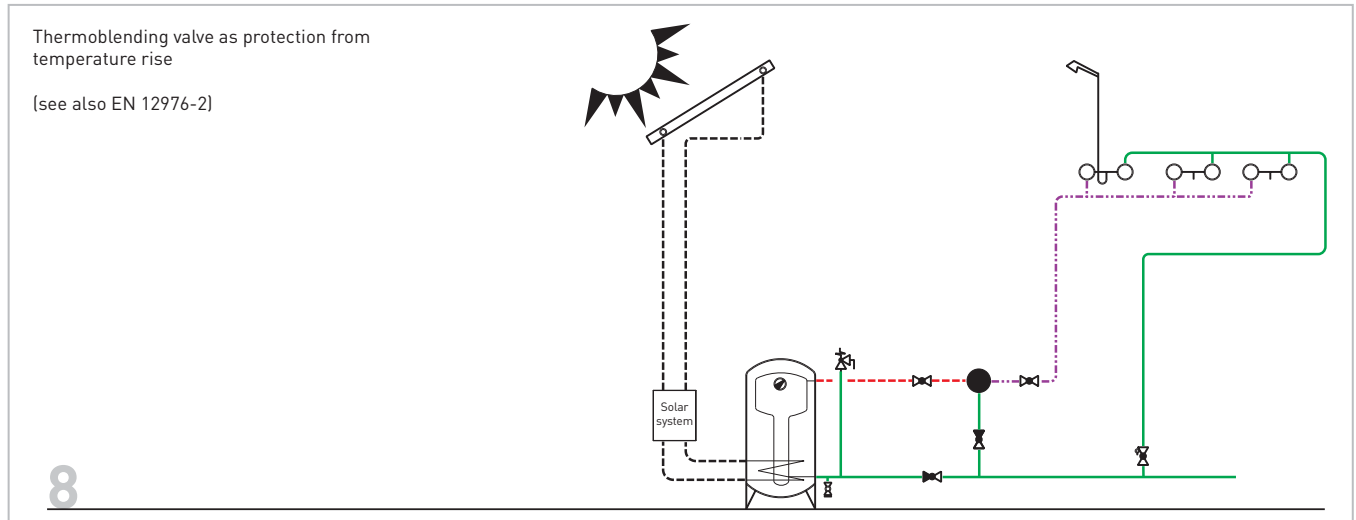 Thermoblending valve as protection from
temperature rise
(see also EN 12976-2)
Solar
system
8